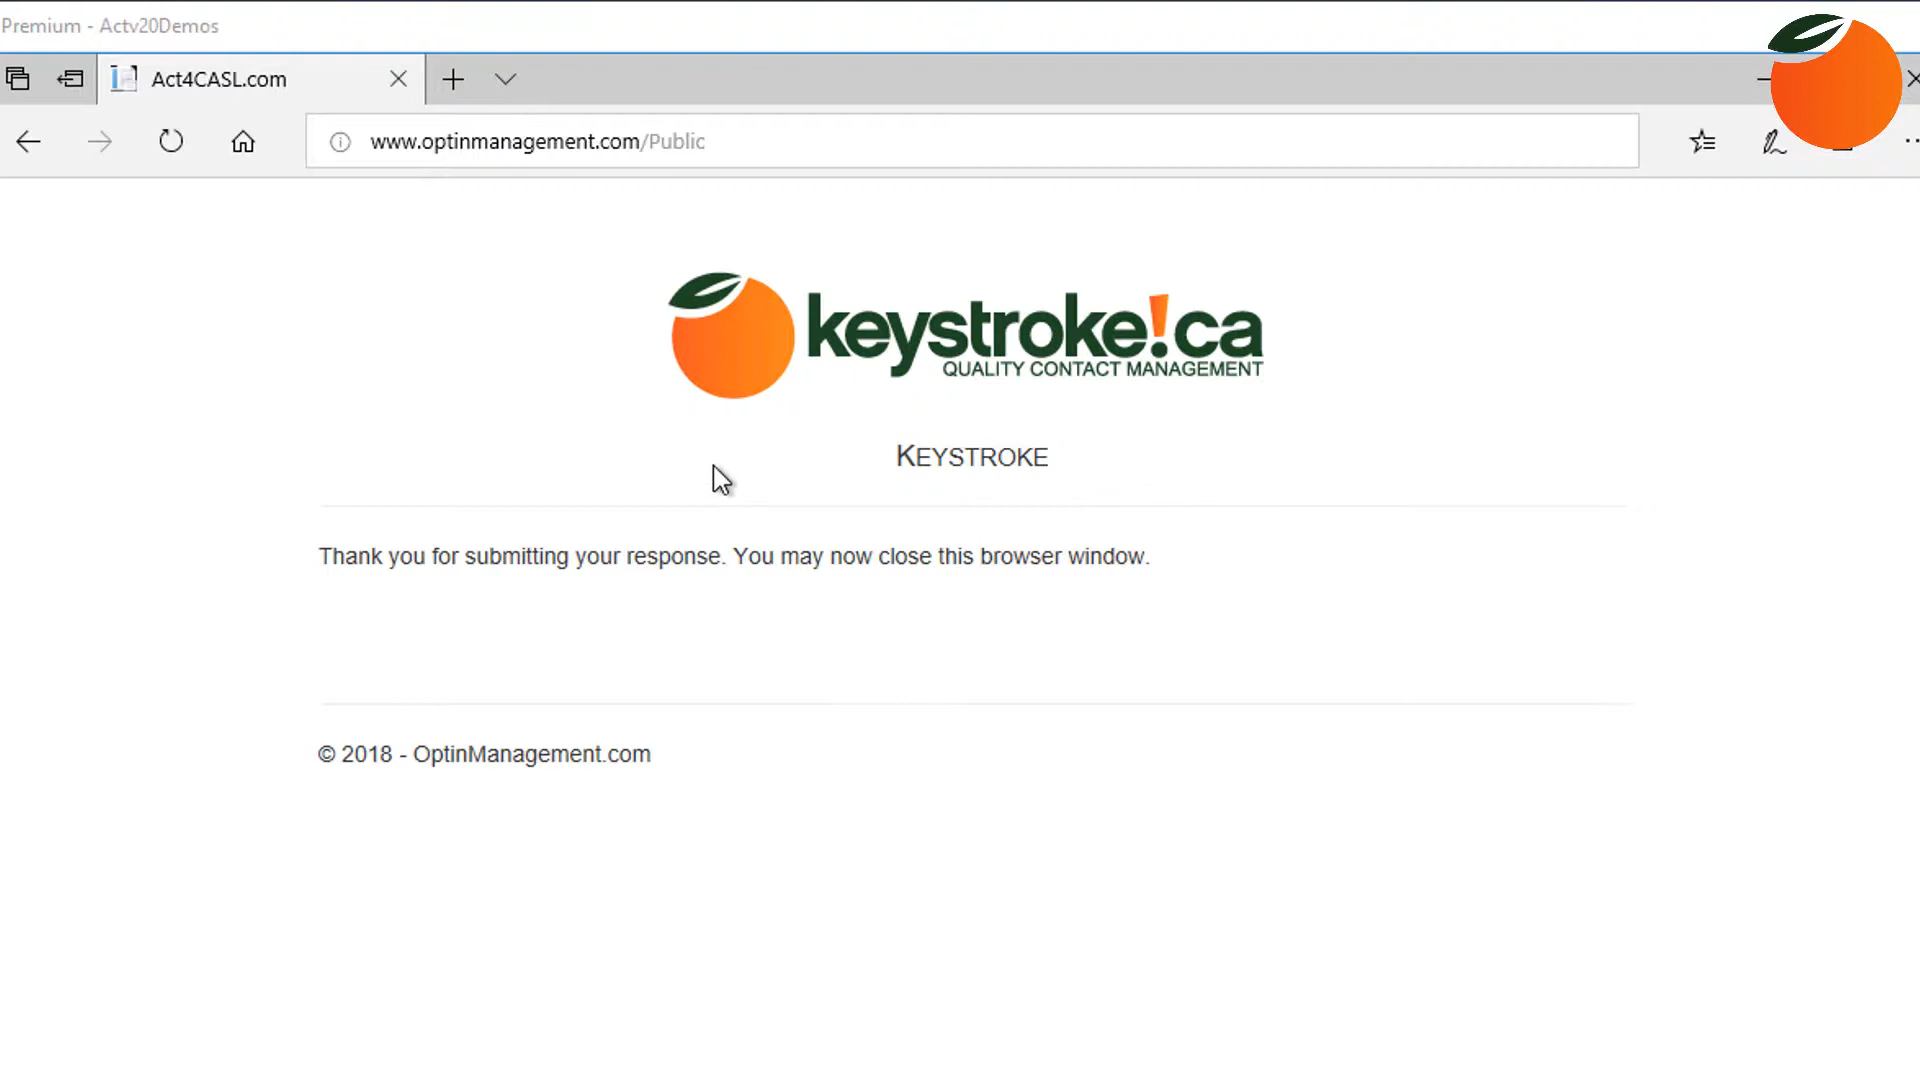 Premium - Actv20Demos
Act4CASL.com
www.optinmanagement.com/Public
keystroke!ca
QUALITY CONTACT MANAGEMENT
KEYSTROKE
Thank you for submitting your response. You may now close this browser window.
© 2018 - OptinManagement.com